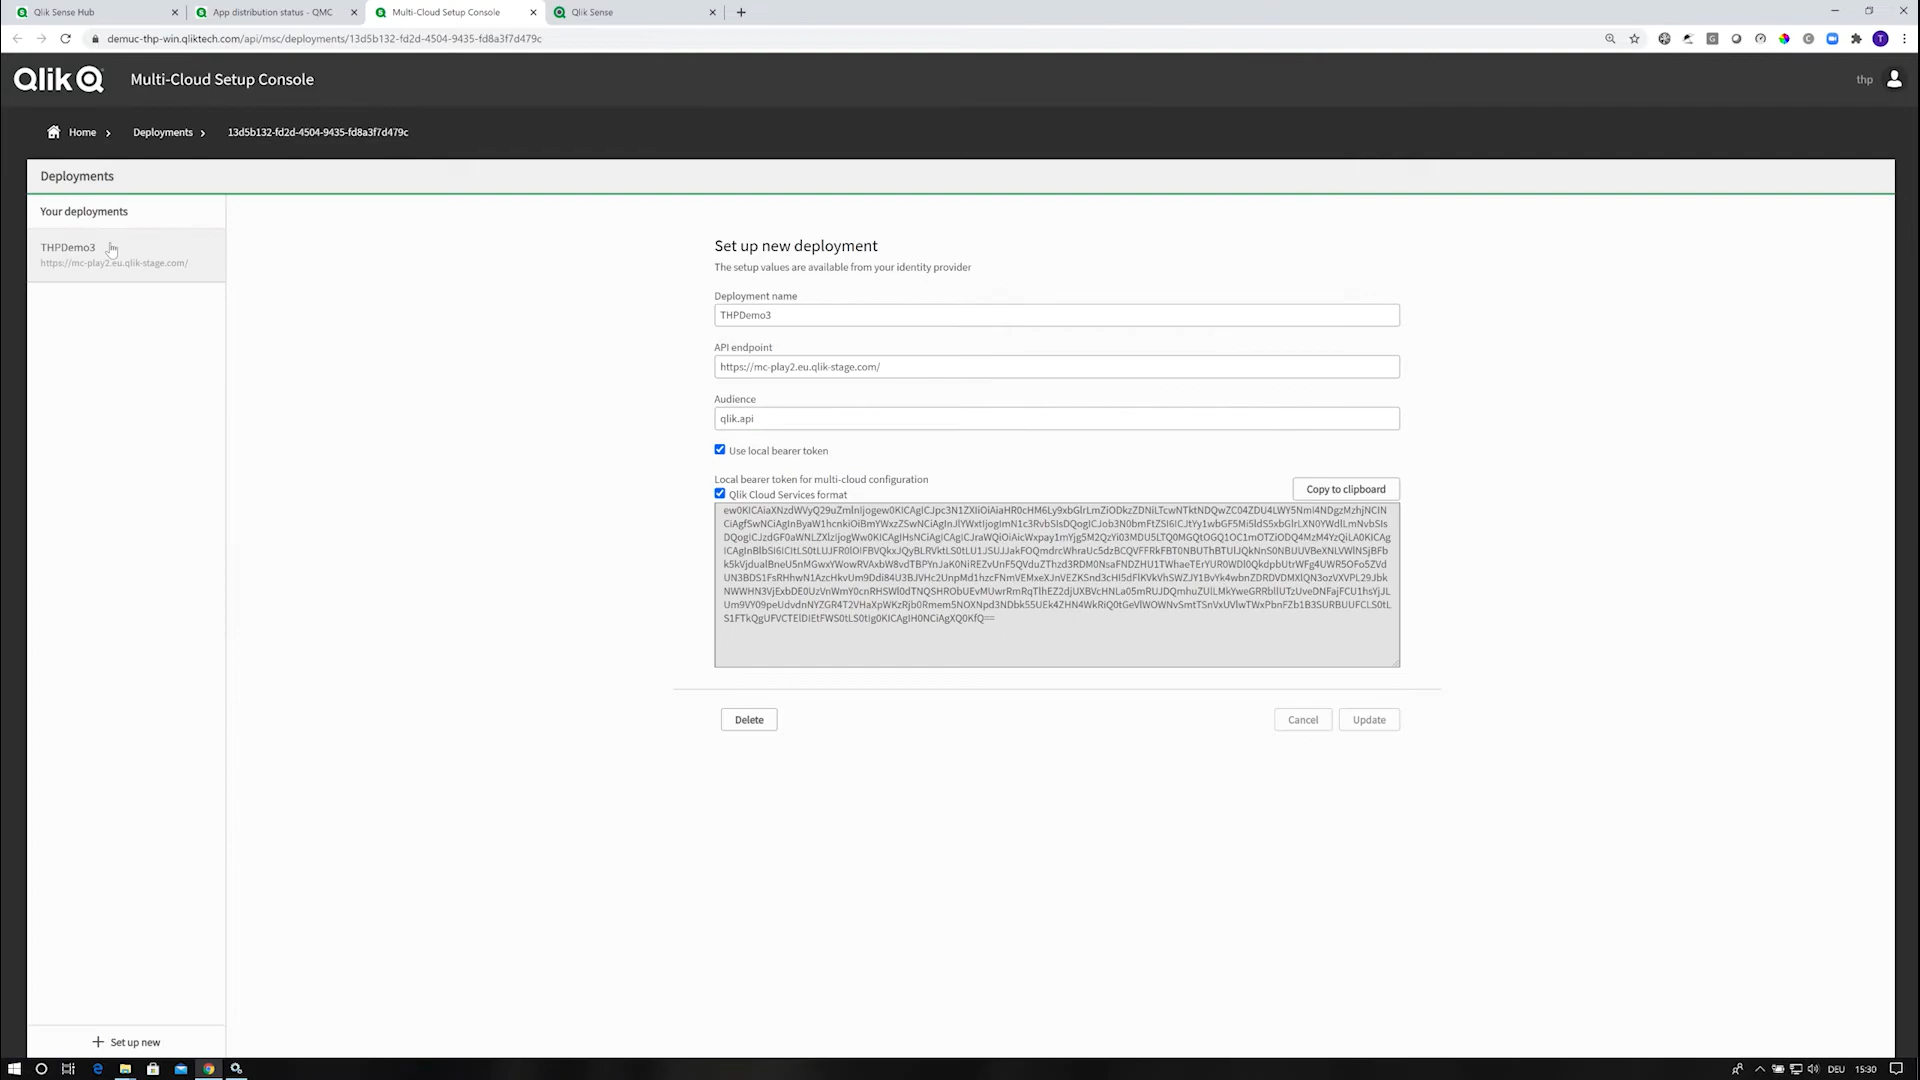 Qlik Sense Hub
App distribution status - QMC
Multi-Cloud Setup Console
Qlik Sense
demuc-thp-win.qliktech.com/api/msc/deployments/13d5b132-fd2d-4504-9435-fd8a3f7d479c
Qlik
Multi-Cloud Setup Console
thp
Home
Deployments
13d5b132-fd2d-4504-9435-fd8a3f7d479c
Deployments
Your deployments
THPDemo3
https://mc-play2.eu.qlik-stage.com/
Set up new deployment
The setup values are available from your identity provider
Deployment name
THPDemo3
API endpoint
https://mc-play2.eu.qlik-stage.com/
Audience
qlik.api
Use local bearer token
Local bearer token for multi-cloud configuration
Qlik Cloud Services format
Copy to clipboard
Delete
Cancel
Update
Set up new
DEU
15:30